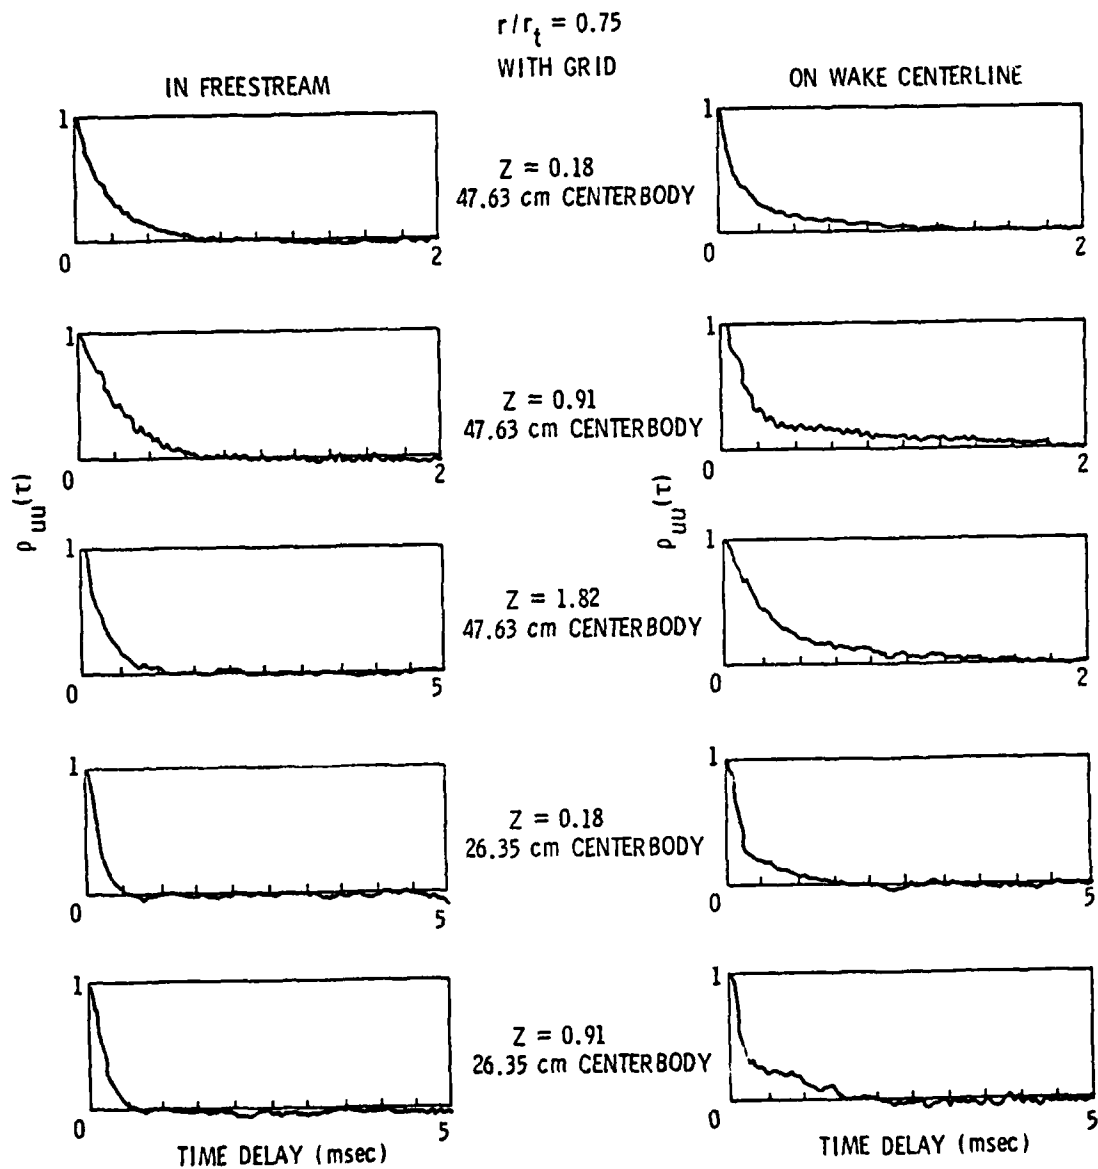 r/r_t = 0.75
WITH GRID
IN FREESTREAM
ON WAKE CENTERLINE
1
0
2
Z = 0.18
47.63 cm CENTERBODY
1
0
2
1
0
2
Z = 0.91
47.63 cm CENTERBODY
1
0
2
ρ_uu(τ)
ρ_uu(τ)
1
0
5
Z = 1.82
47.63 cm CENTERBODY
1
0
2
1
0
5
Z = 0.18
26.35 cm CENTERBODY
1
0
5
1
0
5
Z = 0.91
26.35 cm CENTERBODY
1
0
5
TIME DELAY (msec)
TIME DELAY (msec)